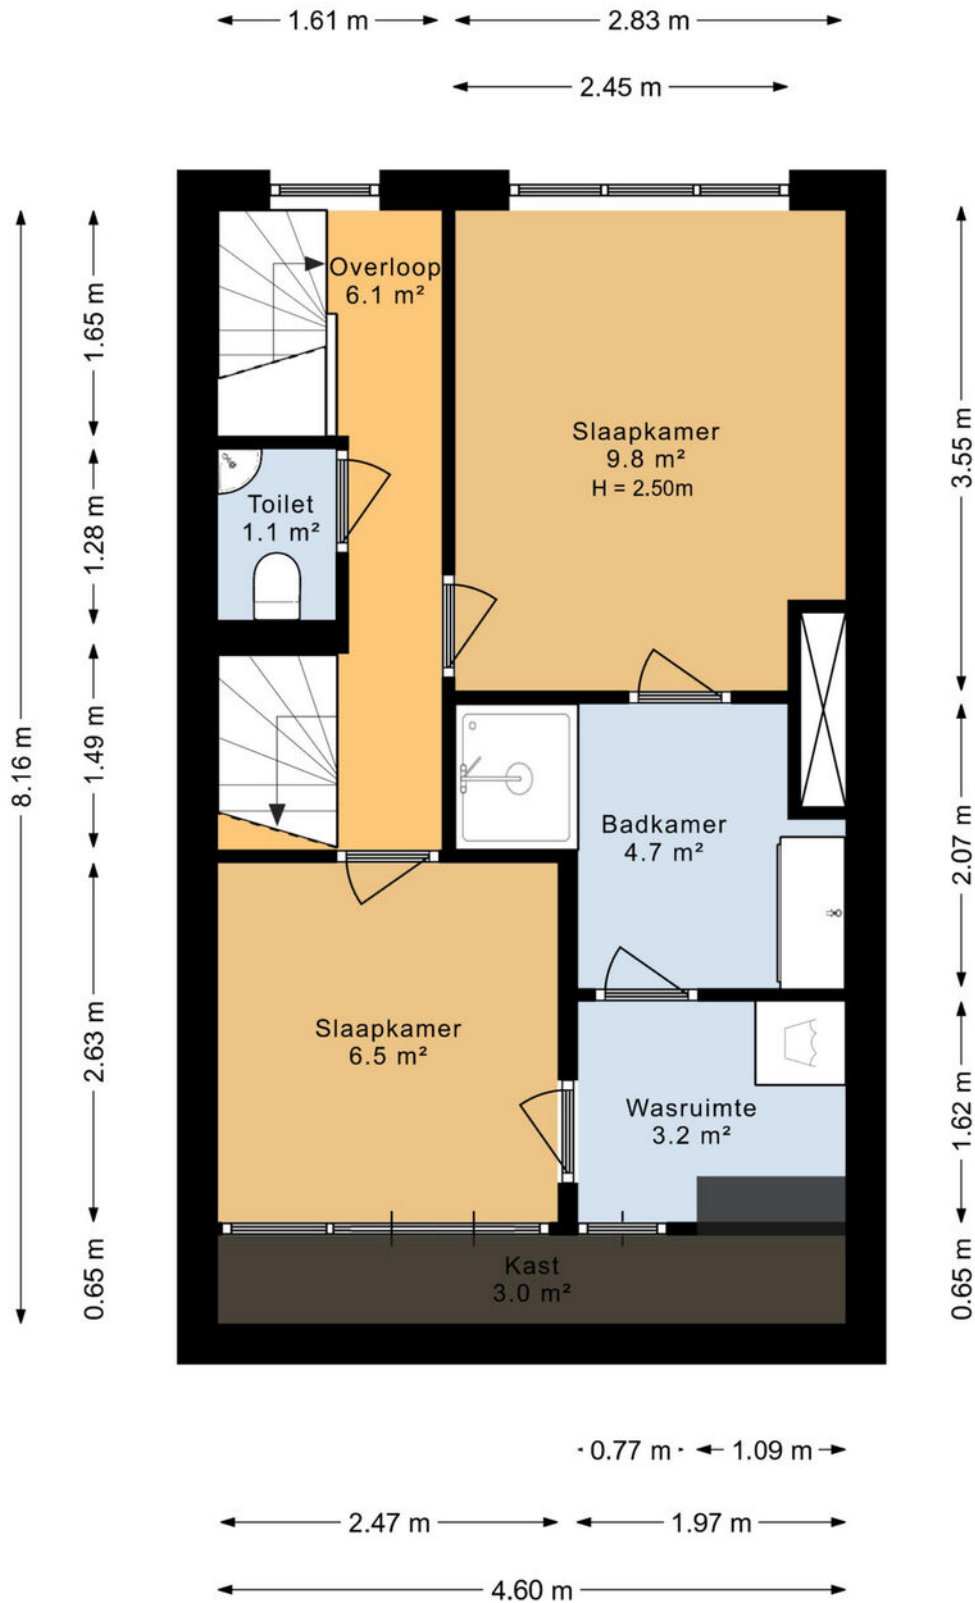 1.61 m
2.83 m
2.45 m
Overloop
6.1 m²
1.65 m
3.55 m
Slaapkamer
9.8 m²
H = 2.50m
Toilet
1.1 m²
1.28 m
8.16 m
1.49 m
Badkamer
4.7 m²
2.07 m
Slaapkamer
6.5 m²
2.63 m
Wasruimte
3.2 m²
1.62 m
Kast
3.0 m²
0.65 m
0.65 m
0.77 m
1.09 m
2.47 m
1.97 m
4.60 m